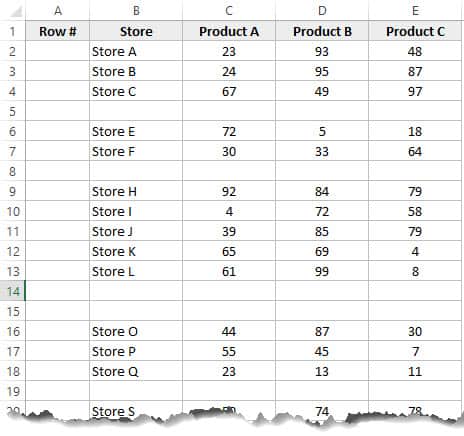 A B C D E
1 Row # Store Product A Product B Product C
2 Store A 23 93 48
3 Store B 24 95 87
4 Store C 67 49 97
5
6 Store E 72 5 18
7 Store F 30 33 64
8
9 Store H 92 84 79
10 Store I 4 72 58
11 Store J 39 85 79
12 Store K 65 69 4
13 Store L 61 99 8
14
15
16 Store O 44 87 30
17 Store P 55 45 7
18 Store Q 23 13 11
19
Store S 74 78